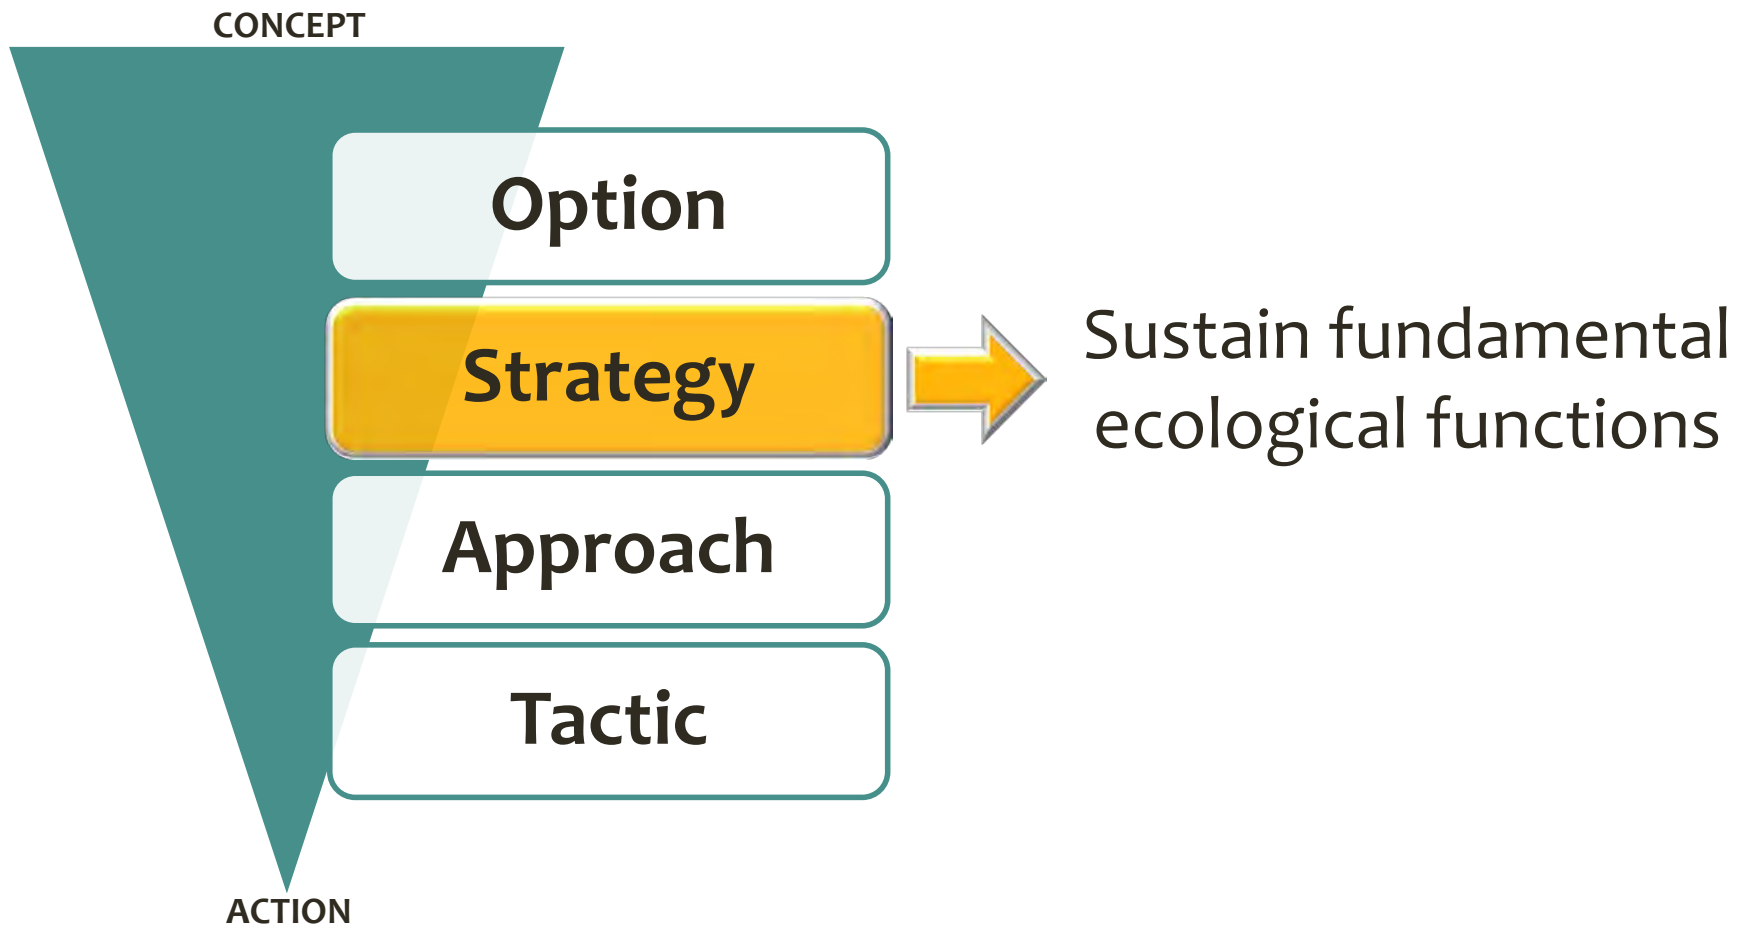 CONCEPT
Option
Strategy
Sustain fundamental
ecological functions
Approach
Tactic
ACTION